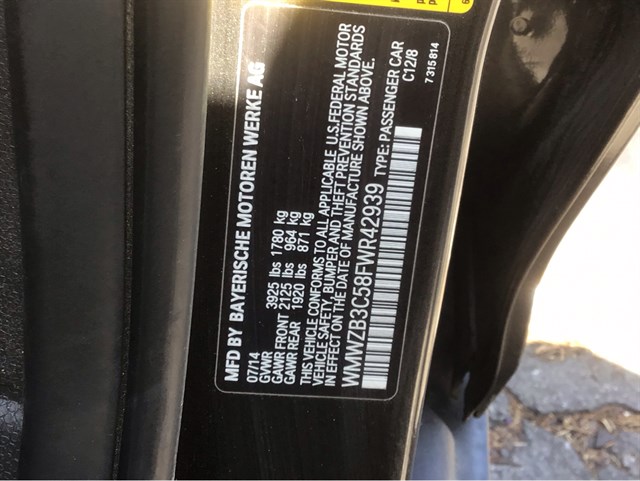 MFD BY BAYERISCHE MOTOREN WERKE AG
07/14
GVWR 3925 lbs 1780 kg
GAWR FRONT 2125 lbs 964 kg
GAWR REAR 1920 lbs 871 kg
THIS VEHICLE CONFORMS TO ALL APPLICABLE U.S.FEDERAL MOTOR
VEHICLE SAFETY, BUMPER AND THEFT PREVENTION STANDARDS
IN EFFECT ON THE DATE OF MANUFACTURE SHOWN ABOVE.
WMWZB3C58FWR42939 TYPE: PASSENGER CAR
C12/8
7 315 814